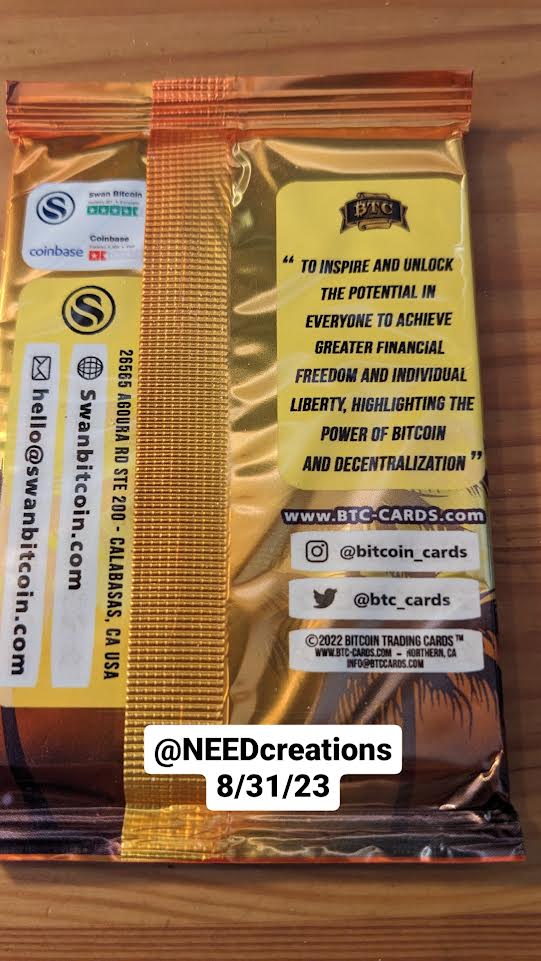 Swan Bitcoin
coinbase
Coinbase
26565 AGOURA RD STE 200 - CALABASAS, CA USA
Swanbitcoin.com
hello@swanbitcoin.com
BTC
“ TO INSPIRE AND UNLOCK
THE POTENTIAL IN
EVERYONE TO ACHIEVE
GREATER FINANCIAL
FREEDOM AND INDIVIDUAL
LIBERTY, HIGHLIGHTING THE
POWER OF BITCOIN
AND DECENTRALIZATION ”
www.BTC-CARDS.com
@bitcoin_cards
@btc_cards
©2022 BITCOIN TRADING CARDS™
WWW.BTC-CARDS.COM – NORTHERN, CA
INFO@BTCCARDS.COM
@NEEDcreations
8/31/23